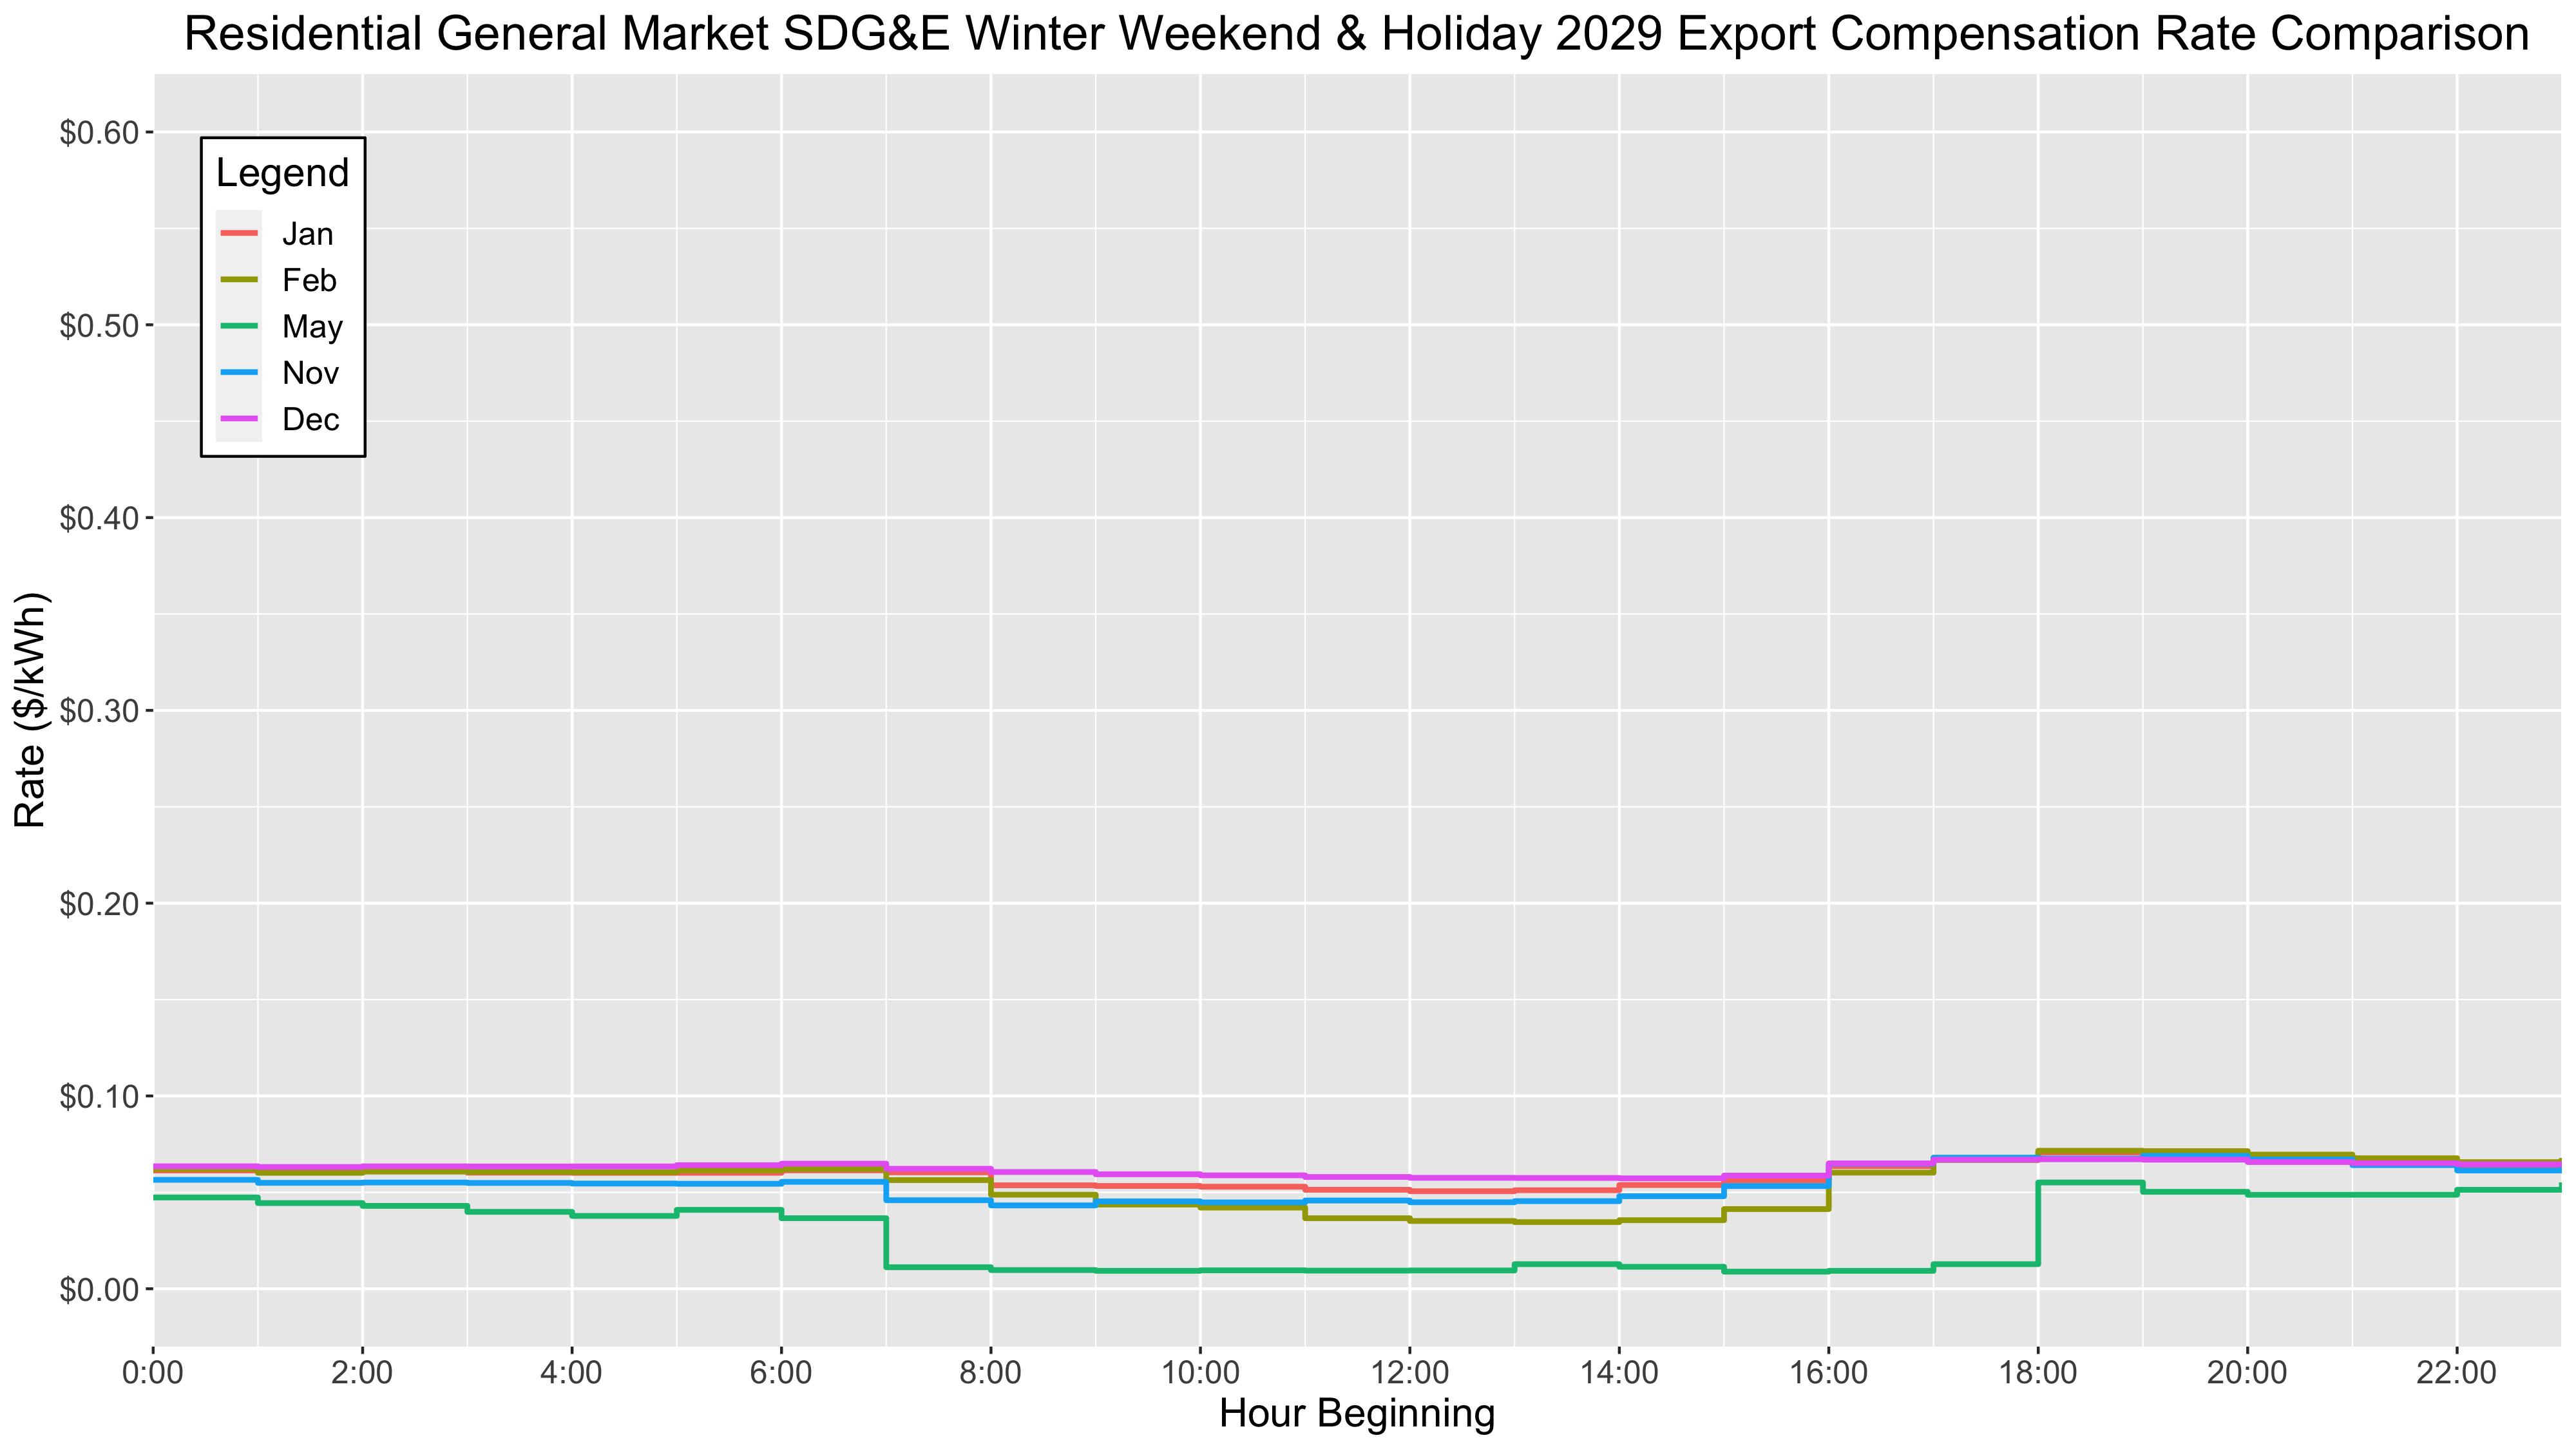 Residential General Market SDG&E Winter Weekend & Holiday 2029 Export Compensation Rate Comparison
$0.60
Legend
Jan
Feb
May
Nov
Dec
$0.50
$0.40
$0.30
$0.20
$0.10
$0.00
Rate ($/kWh)
0:00 2:00 4:00 6:00 8:00 10:00 12:00 14:00 16:00 18:00 20:00 22:00
Hour Beginning